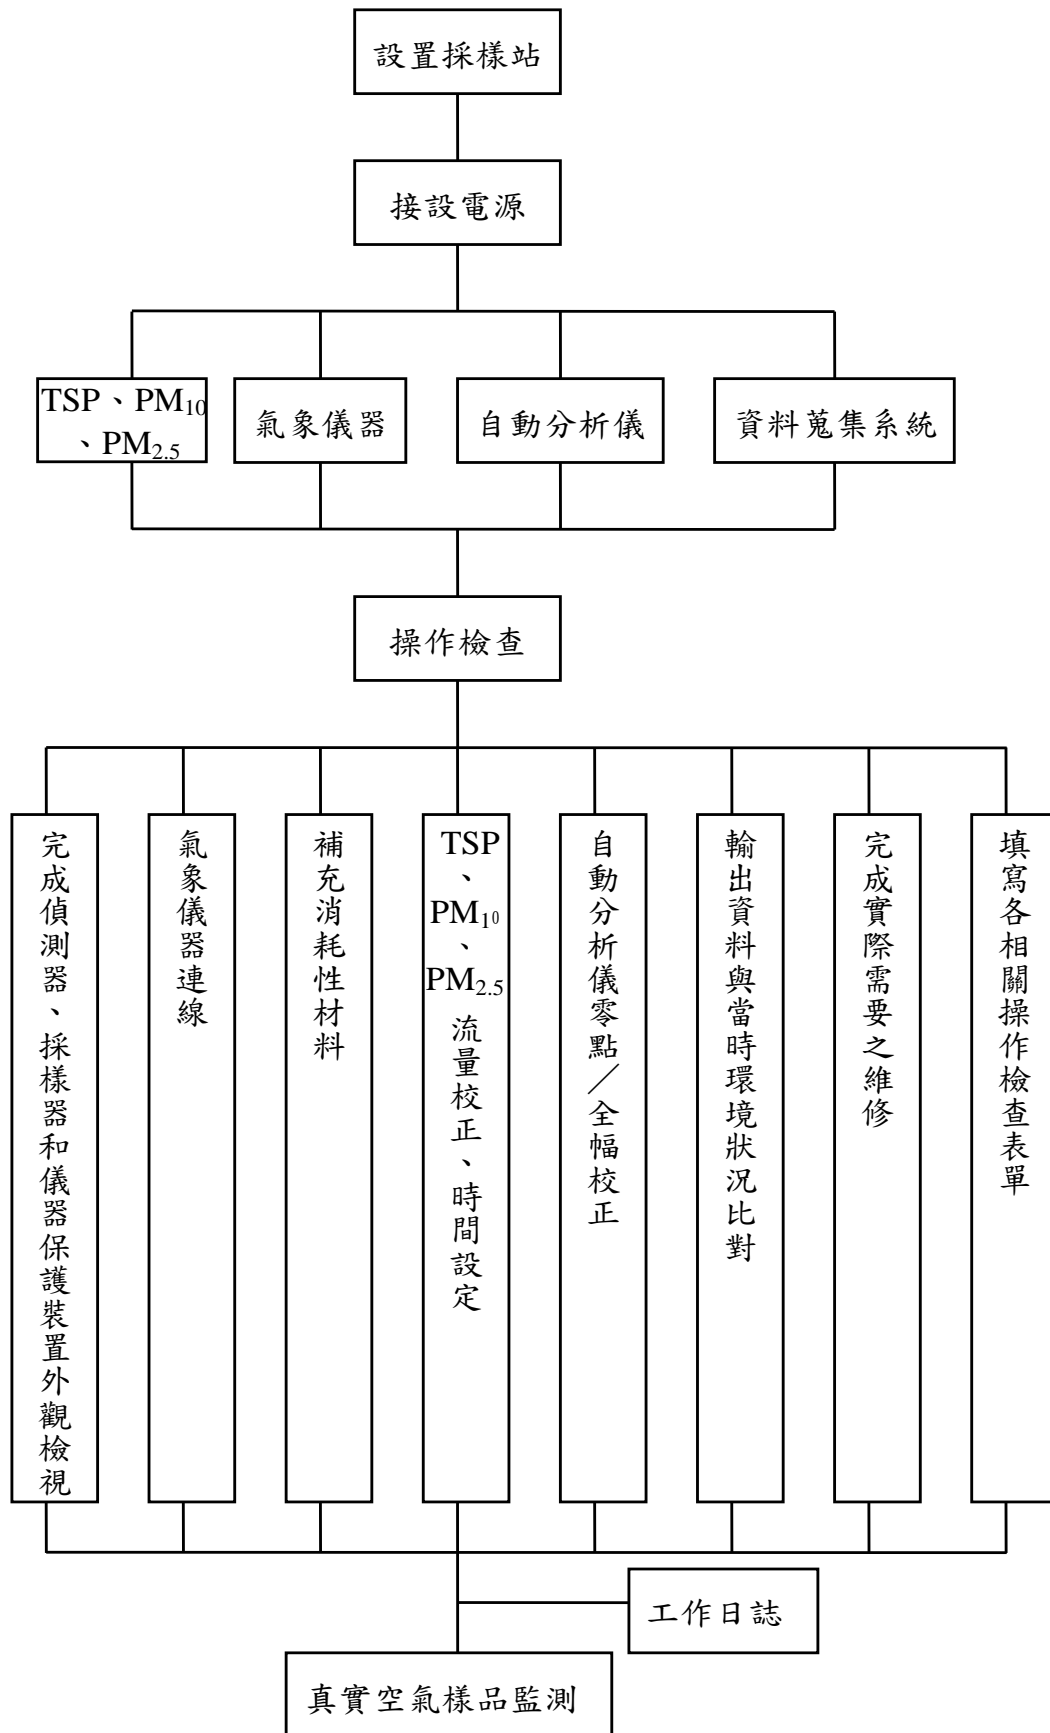 設置採樣站
接設電源
TSP、PM10
、PM2.5
氣象儀器
自動分析儀
資料蒐集系統
操作檢查
完成偵測器、採樣器和儀器保護裝置外觀檢視
氣象儀器連線
補充消耗性材料
TSP、PM10、PM2.5流量校正、時間設定
自動分析儀零點／全幅校正
輸出資料與當時環境狀況比對
完成實際需要之維修
填寫各相關操作檢查表單
工作日誌
真實空氣樣品監測